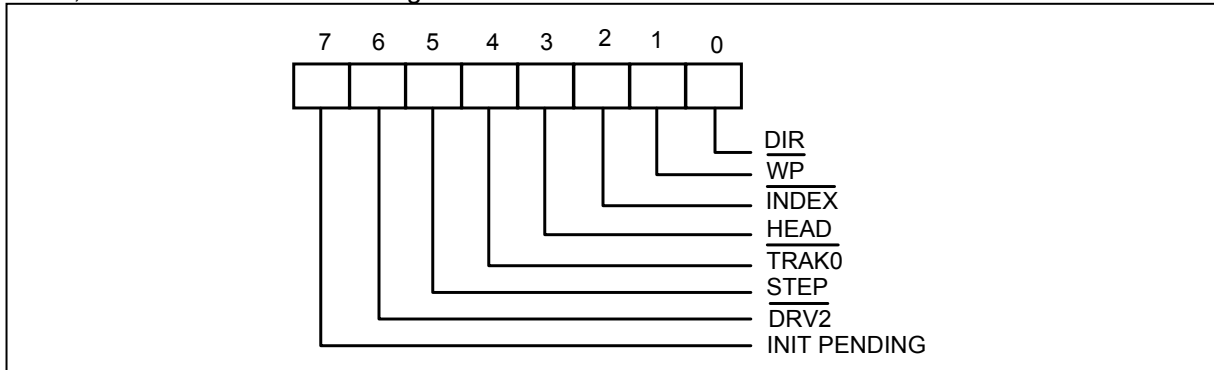 7 6 5 4 3 2 1 0
DIR
WP
INDEX
HEAD
TRAK0
STEP
DRV2
INIT PENDING